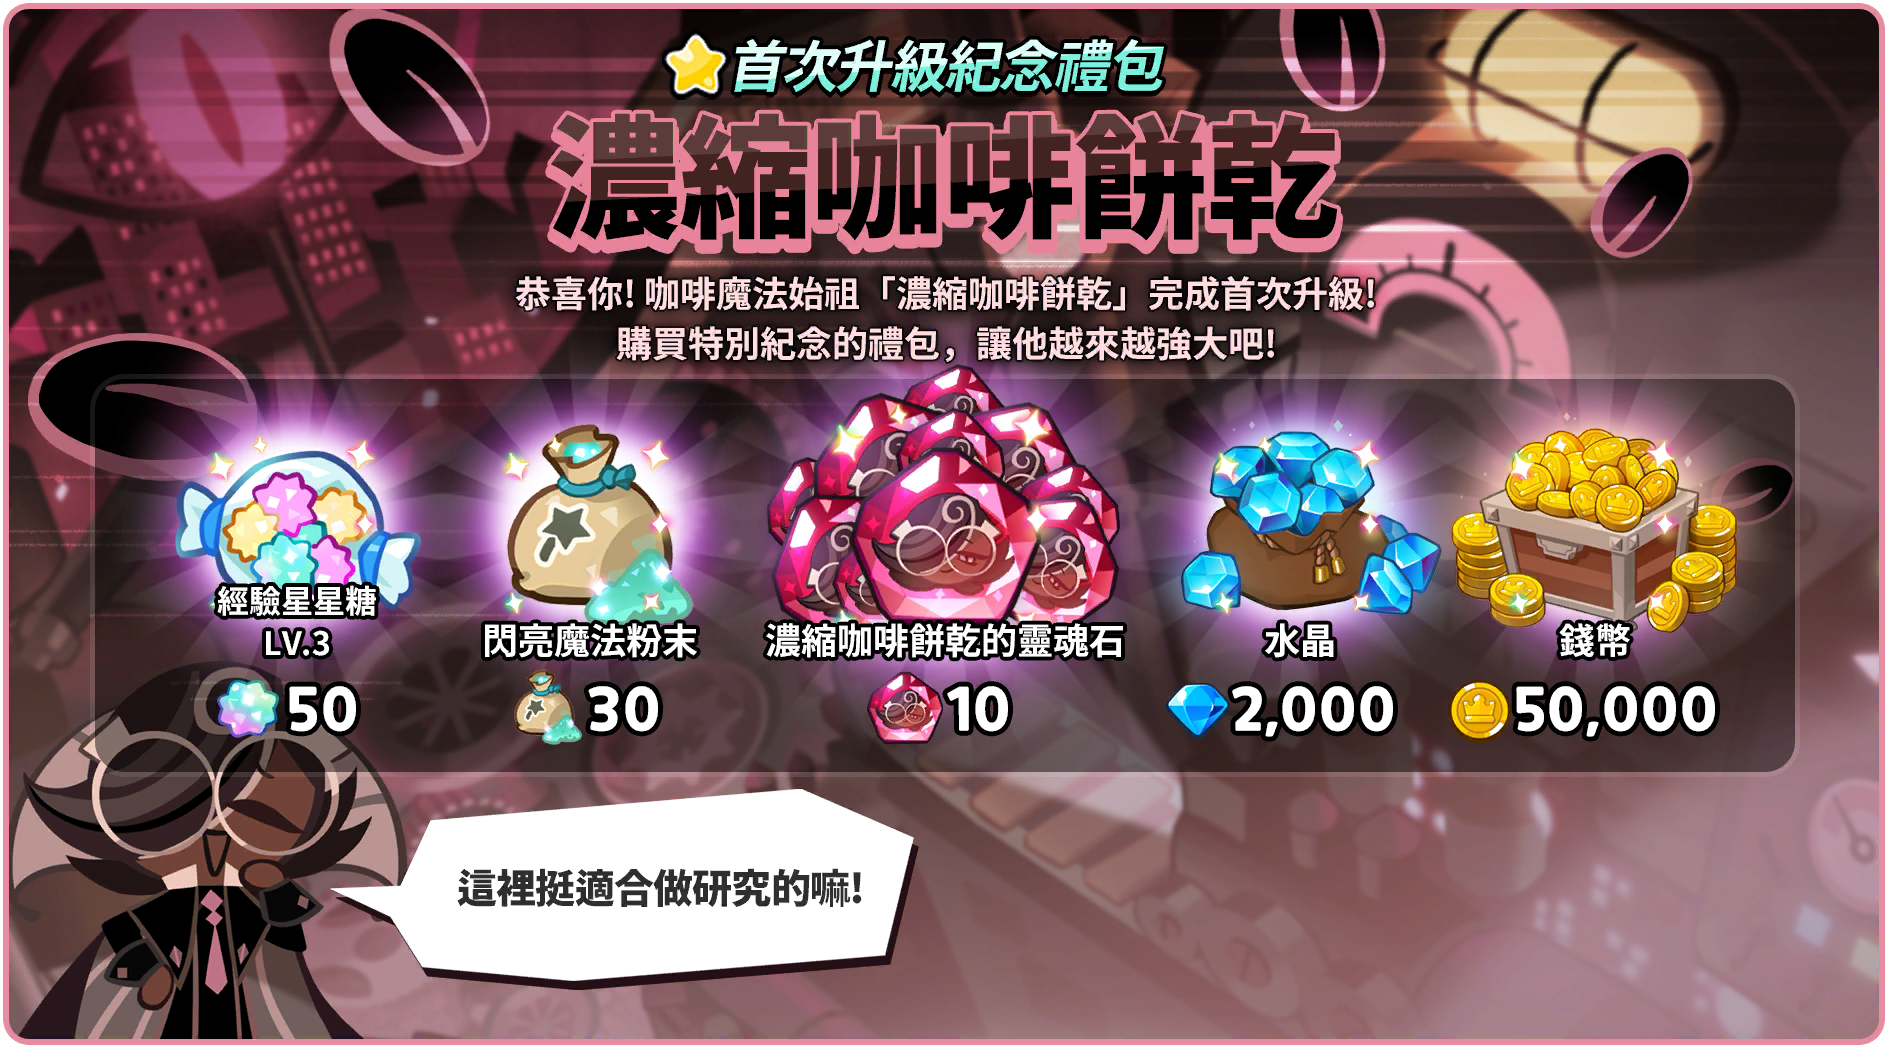 首次升級紀念禮包
濃縮咖啡餅乾
恭喜你! 咖啡魔法始祖「濃縮咖啡餅乾」完成首次升級!
購買特別紀念的禮包，讓他越來越強大吧!
經驗星星糖
LV.3
50
閃亮魔法粉末
30
濃縮咖啡餅乾的靈魂石
10
水晶
2,000
錢幣
50,000
這裡挺適合做研究的嘛!